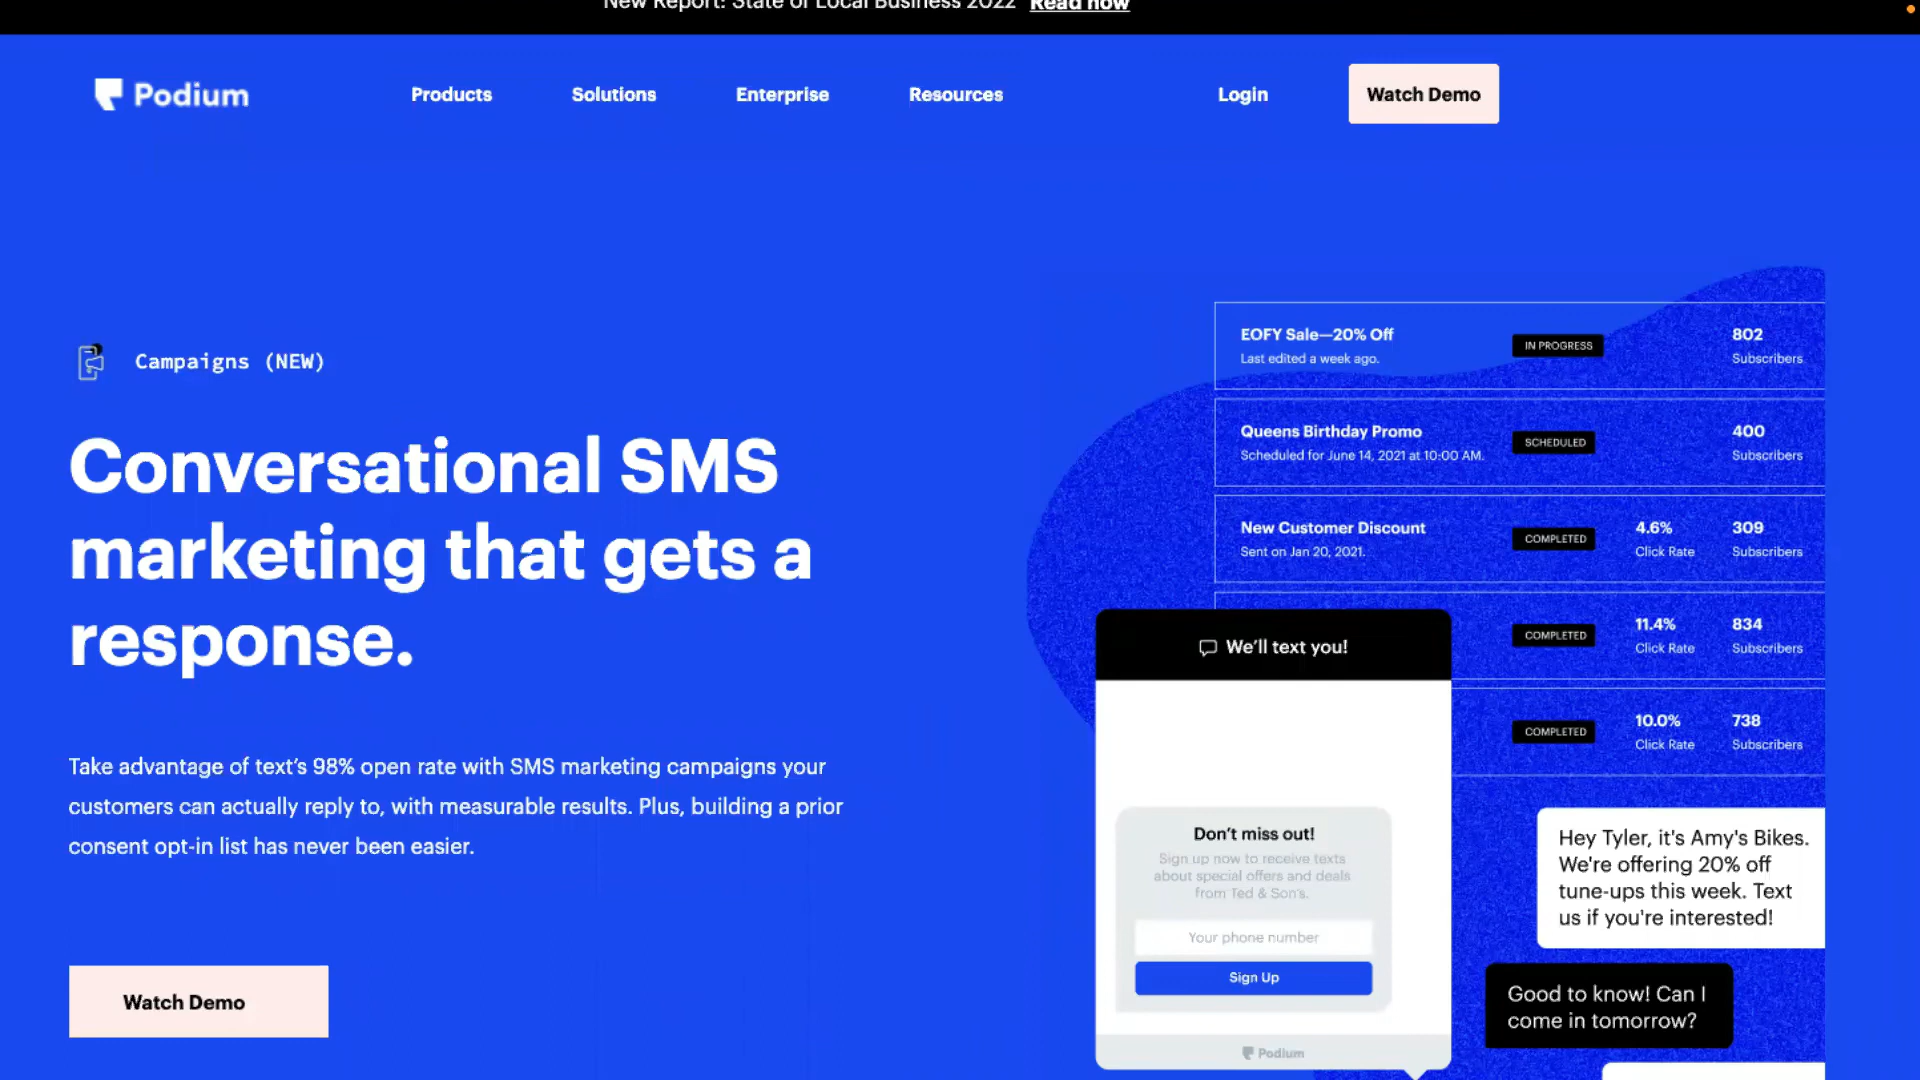 New Report: State of Local Business 2022 Read now
Podium
Products
Solutions
Enterprise
Resources
Login
Watch Demo
Campaigns (NEW)
Conversational SMS
marketing that gets a
response.
Take advantage of text’s 98% open rate with SMS marketing campaigns your
customers can actually reply to, with measurable results. Plus, building a prior
consent opt-in list has never been easier.
Watch Demo
EOFY Sale—20% Off
Last edited a week ago.
IN PROGRESS
802
Subscribers
Queens Birthday Promo
Scheduled for June 14, 2021 at 10:00 AM.
SCHEDULED
400
Subscribers
New Customer Discount
Sent on Jan 20, 2021.
COMPLETED
4.6%
Click Rate
309
Subscribers
COMPLETED
11.4%
Click Rate
834
Subscribers
COMPLETED
10.0%
Click Rate
738
Subscribers
We’ll text you!
Don’t miss out!
Sign up now to receive texts
about special offers and deals
from Ted & Son's.
Your phone number
Sign Up
Podium
Hey Tyler, it's Amy's Bikes.
We're offering 20% off
tune-ups this week. Text
us if you're interested!
Good to know! Can I
come in tomorrow?